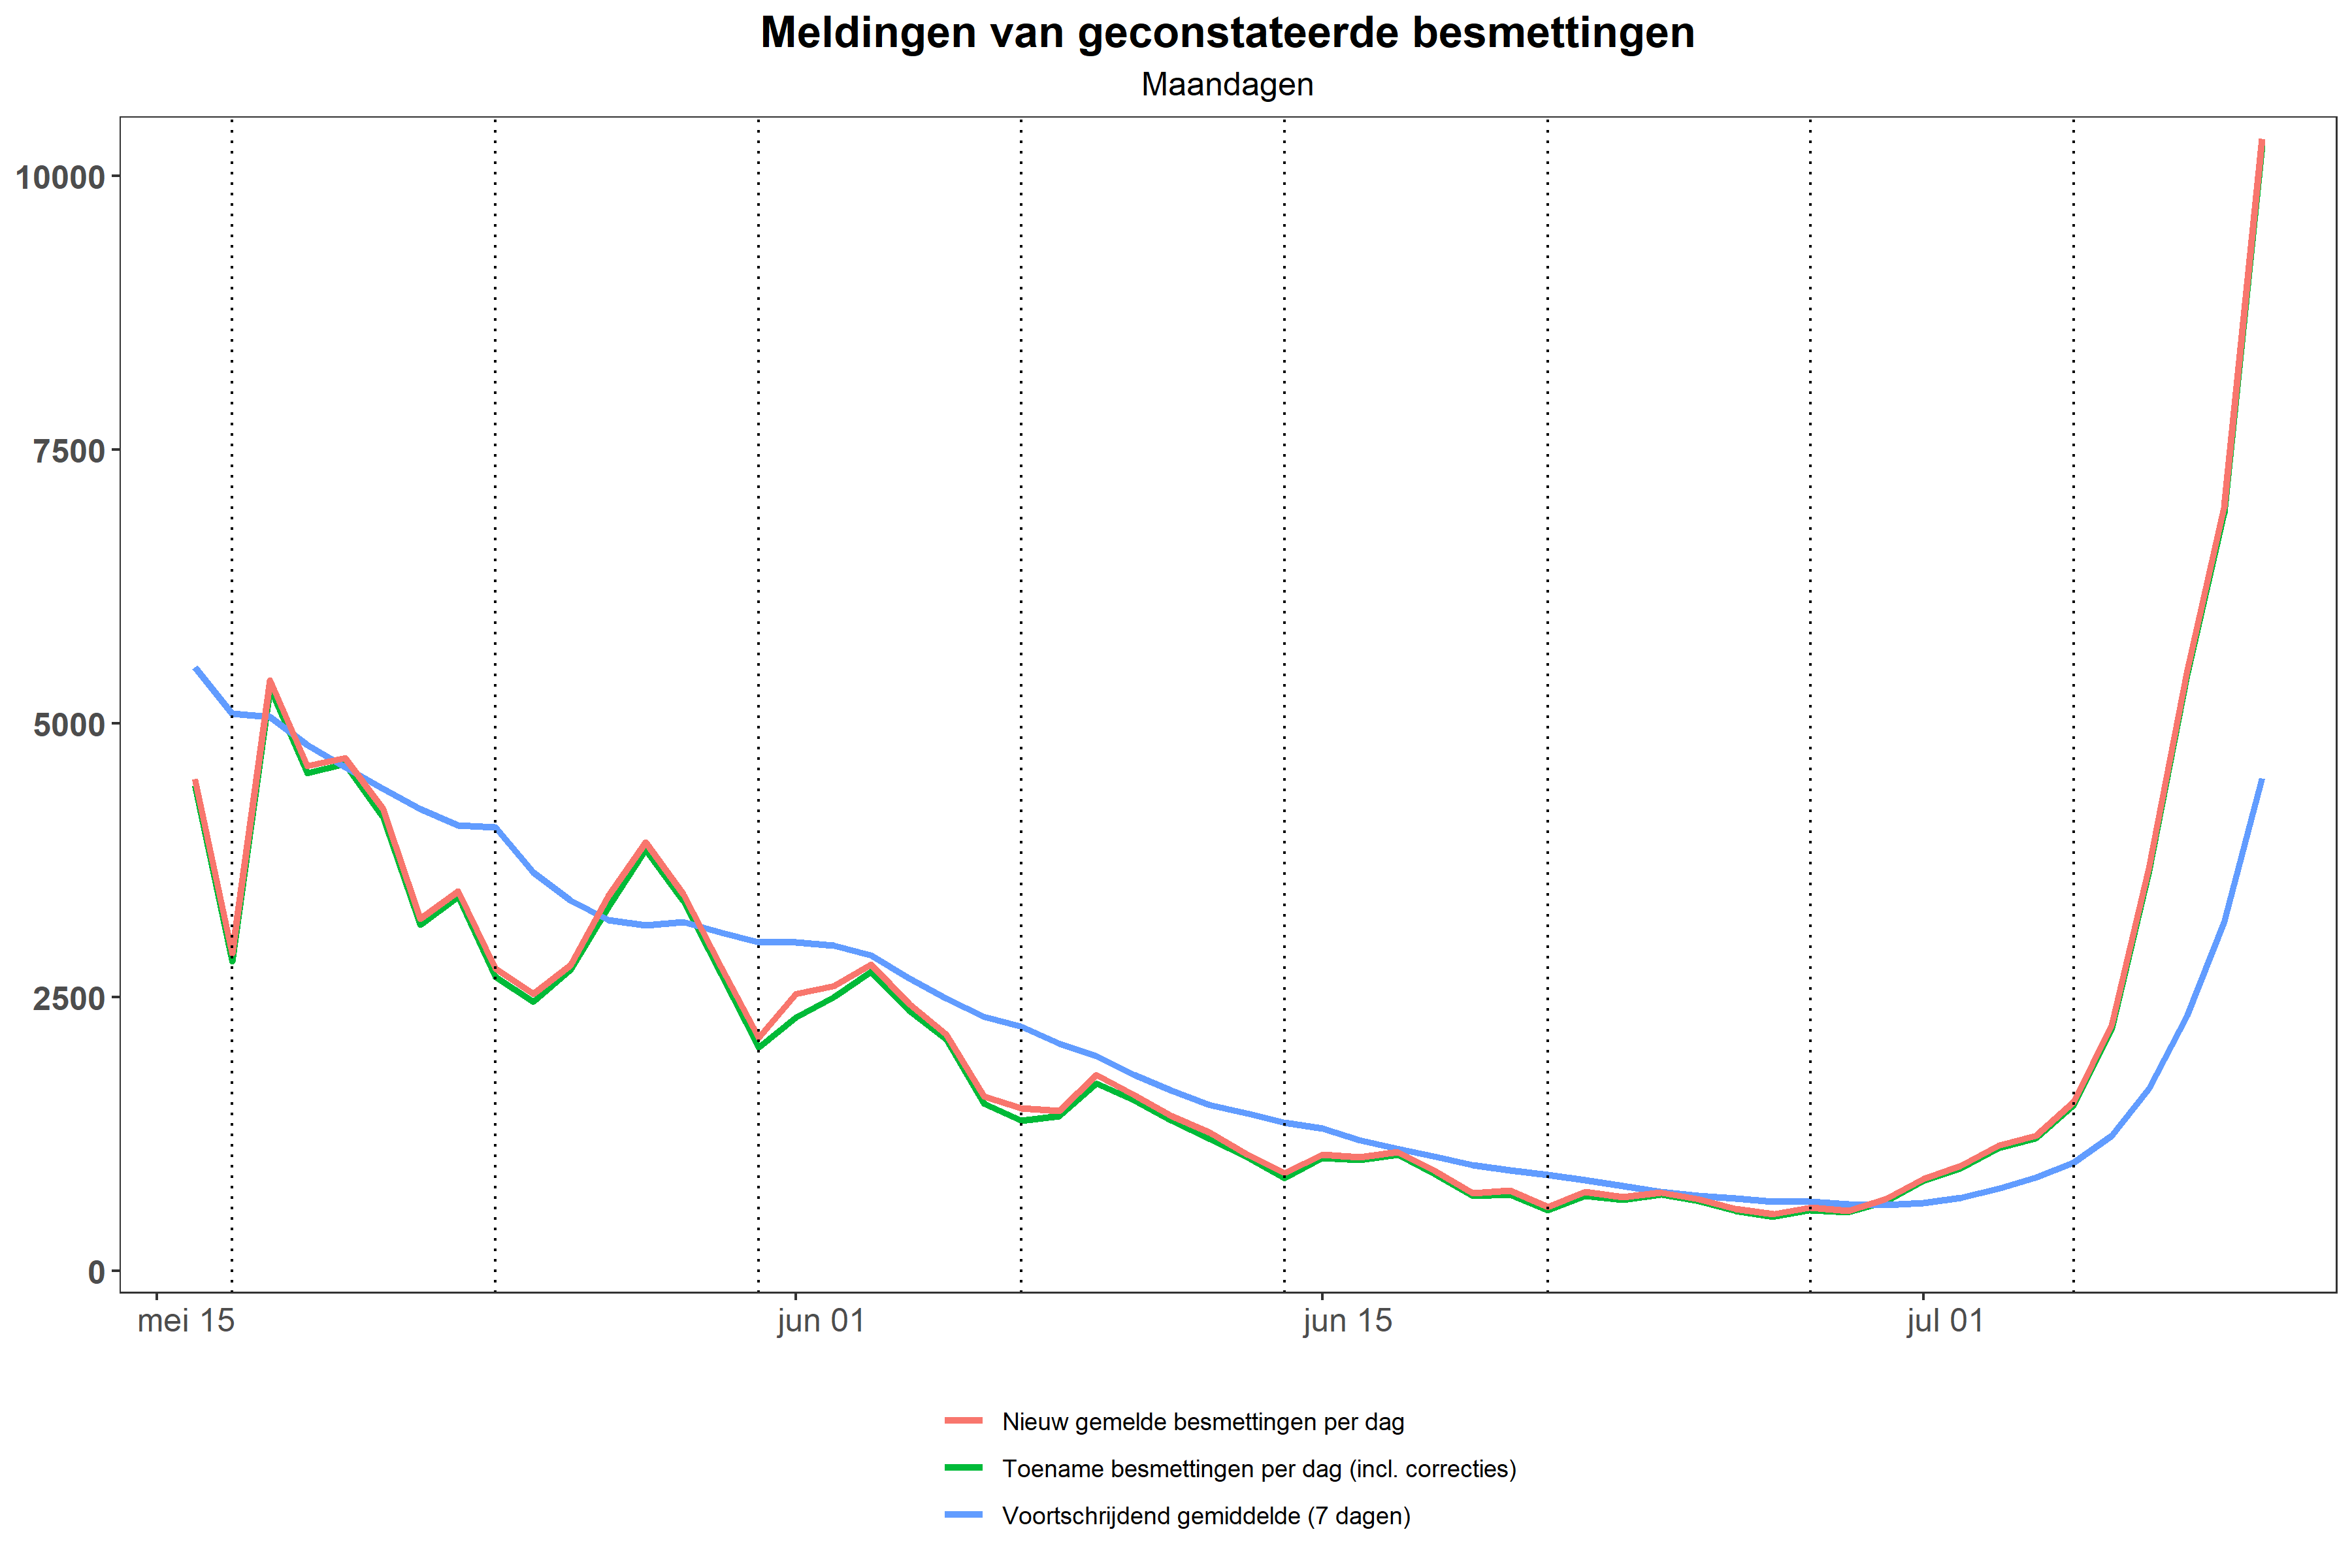 Meldingen van geconstateerde besmettingen
Maandagen
10000
7500
5000
2500
0
mei 15
jun 01
jun 15
jul 01
Nieuw gemelde besmettingen per dag
Toename besmettingen per dag (incl. correcties)
Voortschrijdend gemiddelde (7 dagen)